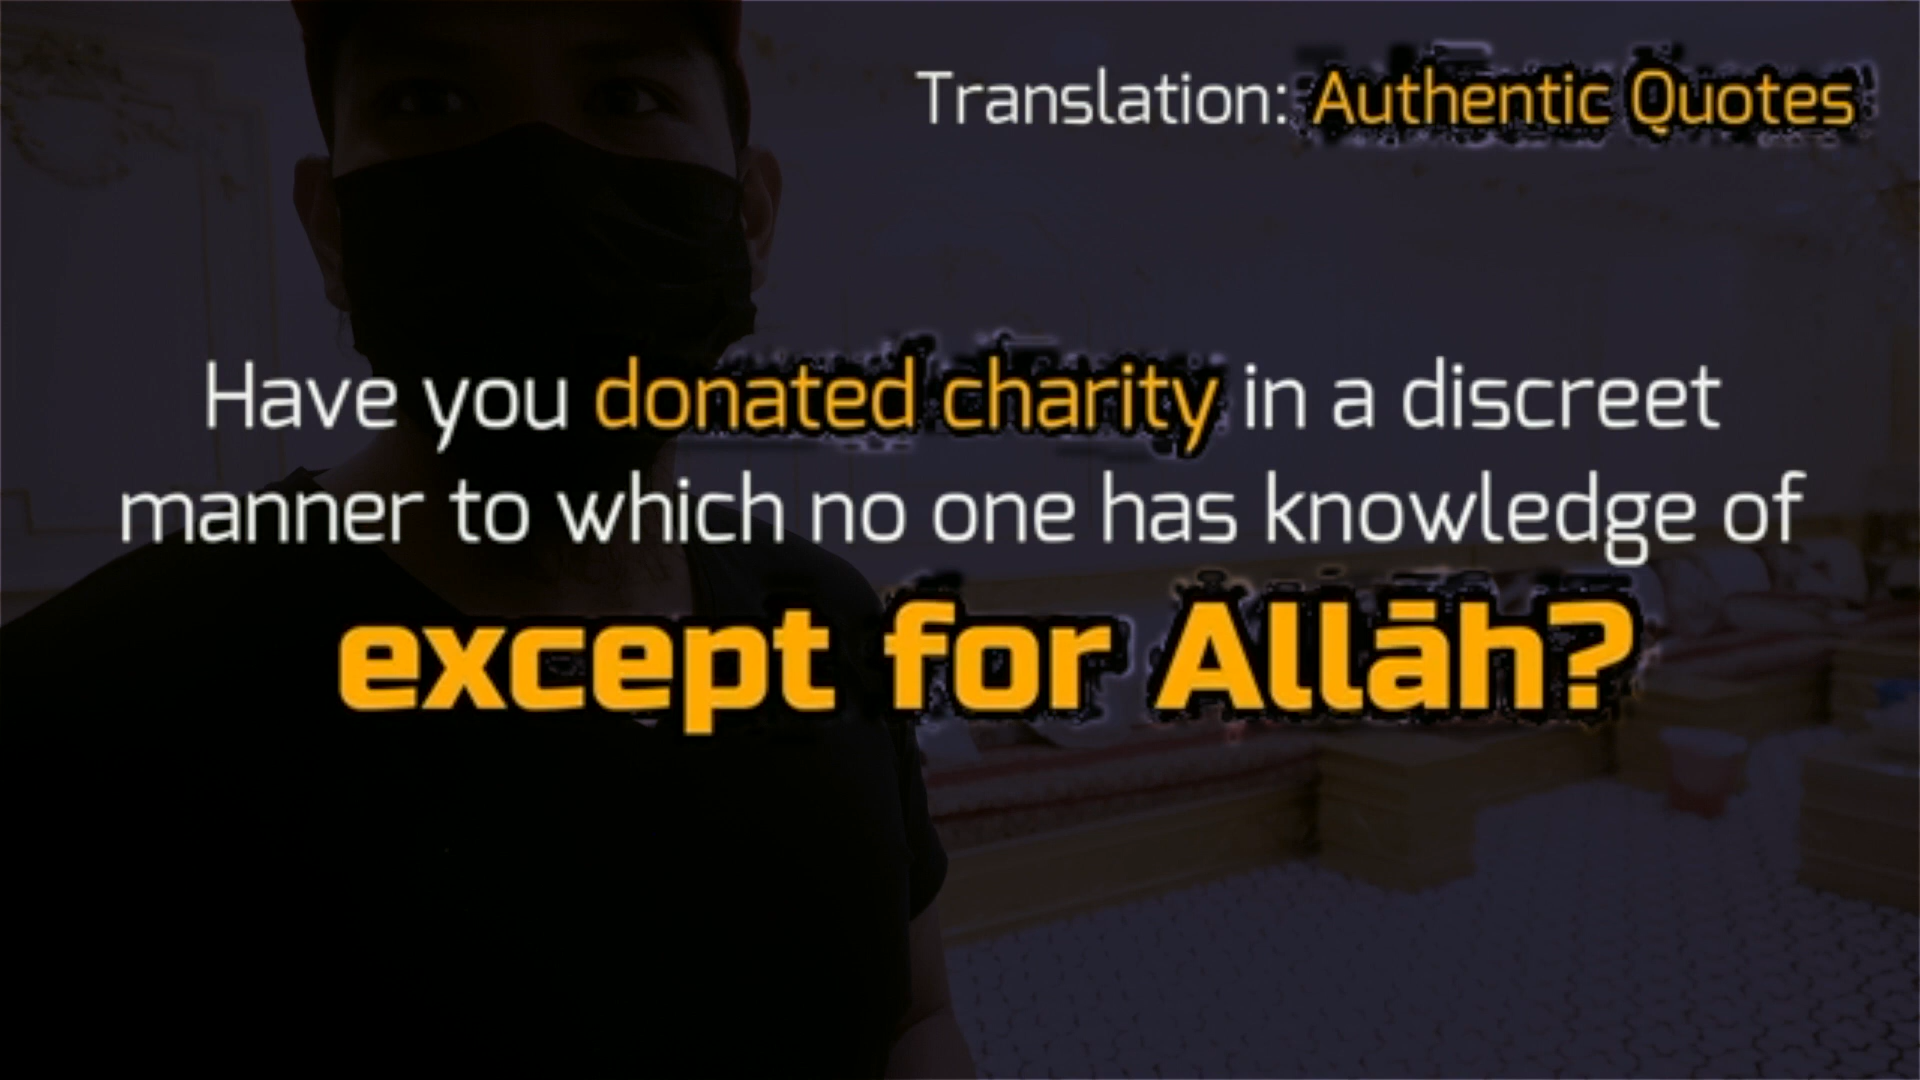 Translation: Authentic Quotes
Have you donated charity in a discreet
manner to which no one has knowledge of
except for Allāh?